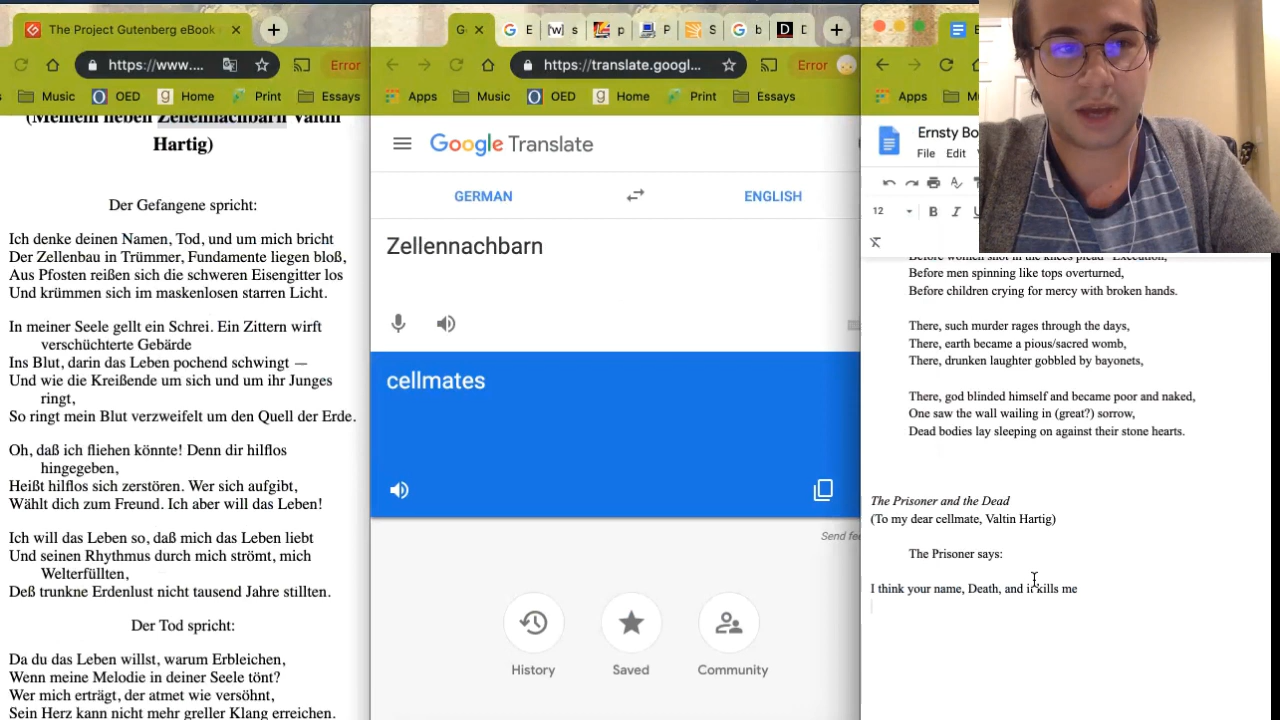 The Project Gutenberg eBook
G
E
s
p
P
S
b
D
https://www....
Error
https://translate.googl...
Error
Music
OED
Home
Print
Essays
Apps
Music
OED
Home
Print
Essays
Apps
(Meinem lieben Zellennachbarn Valtin
Hartig)
Der Gefangene spricht:
Ich denke deinen Namen, Tod, und um mich bricht
Der Zellenbau in Trümmer, Fundamente liegen bloß,
Aus Pfosten reißen sich die schweren Eisengitter los
Und krümmen sich im maskenlosen starren Licht.
In meiner Seele gellt ein Schrei. Ein Zittern wirft
verschüchterte Gebärde
Ins Blut, darin das Leben pochend schwingt —
Und wie die Kreißende um sich und um ihr Junges
ringt,
So ringt mein Blut verzweifelt um den Quell der Erde.
Oh, daß ich fliehen könnte! Denn dir hilflos
hingegeben,
Heißt hilflos sich zerstören. Wer sich aufgibt,
Wählt dich zum Freund. Ich aber will das Leben!
Ich will das Leben so, daß mich das Leben liebt
Und seinen Rhythmus durch mich strömt, mich
Welterfüllten,
Deß trunkne Erdenlust nicht tausend Jahre stillten.
Der Tod spricht:
Da du das Leben willst, warum Erbleichen,
Wenn meine Melodie in deiner Seele tönt?
Wer mich erträgt, der atmet wie versöhnt,
Sein Herz kann nicht mehr greller Klang erreichen.
Google Translate
GERMAN
ENGLISH
Zellennachbarn
cellmates
Send fee
History
Saved
Community
Ernsty Bo
File
Edit
12
B
I
U
Before women shot in the knees plead "Execution,"
Before men spinning like tops overturned,
Before children crying for mercy with broken hands.
There, such murder rages through the days,
There, earth became a pious/sacred womb,
There, drunken laughter gobbled by bayonets,
There, god blinded himself and became poor and naked,
One saw the wall wailing in (great?) sorrow,
Dead bodies lay sleeping on against their stone hearts.
The Prisoner and the Dead
(To my dear cellmate, Valtin Hartig)
The Prisoner says:
I think your name, Death, and it kills me